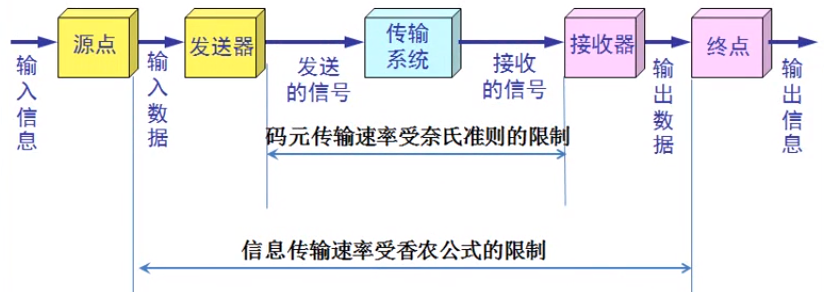 源点
发送器
传输
系统
接收器
终点
输入信息
输入数据
发送
的信号
接收
的信号
输出数据
输出信息
码元传输速率受奈氏准则的限制
信息传输速率受香农公式的限制